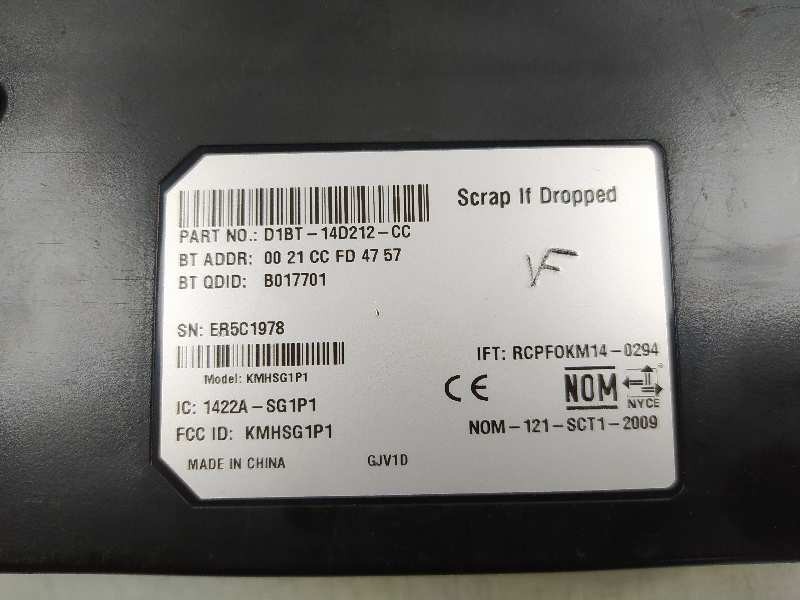 Scrap If Dropped
PART NO.: D1BT-14D212-CC
BT ADDR: 00 21 CC FD 47 57
BT QDID: B017701
VF
SN: ER5C1978
IFT: RCPFOKM14-0294
Model: KMHSG1P1
CE
NOM
NYCE
IC: 1422A-SG1P1
FCC ID: KMHSG1P1
NOM-121-SCT1-2009
MADE IN CHINA
GJV1D